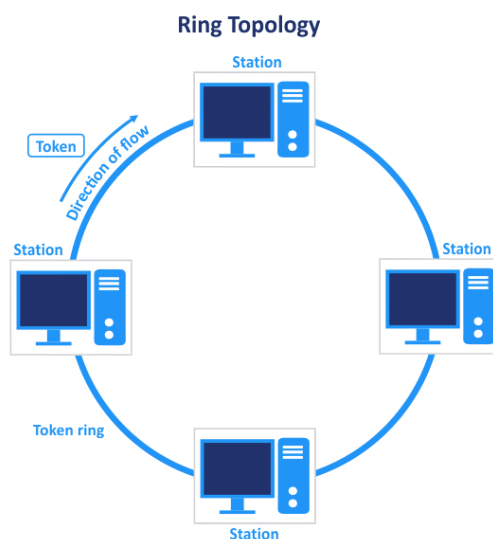 Ring Topology
Station
Token
Direction of flow
Station
Station
Token ring
Station